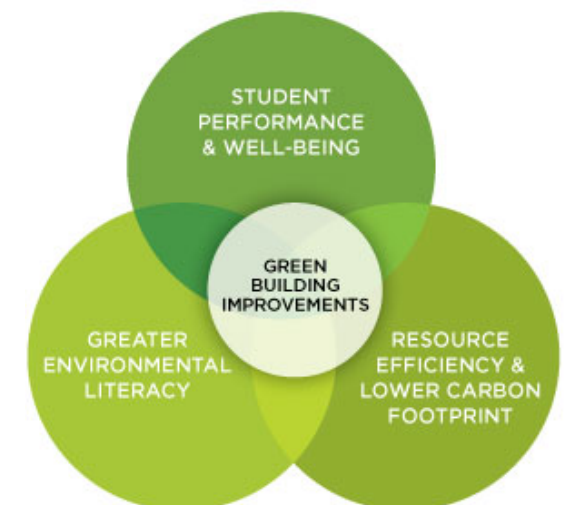 STUDENT
PERFORMANCE
& WELL-BEING
GREEN
BUILDING
IMPROVEMENTS
GREATER
ENVIRONMENTAL
LITERACY
RESOURCE
EFFICIENCY &
LOWER CARBON
FOOTPRINT